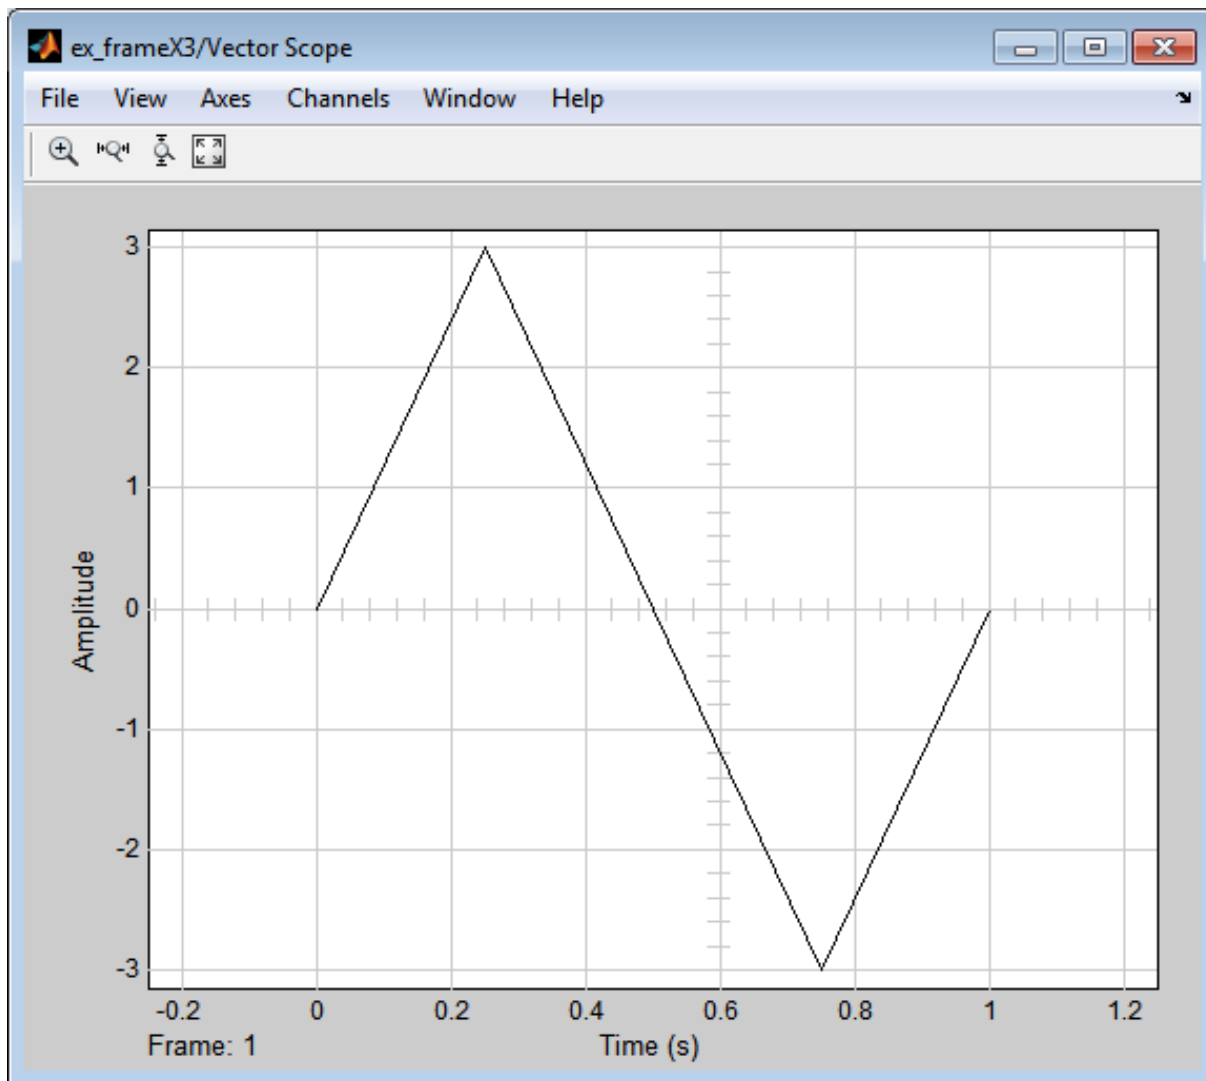 ex_frameX3/Vector Scope
File View Axes Channels Window Help
3
2
1
0
-1
-2
-3
Amplitude
-0.2 0 0.2 0.4 0.6 0.8 1 1.2
Frame: 1 Time (s)